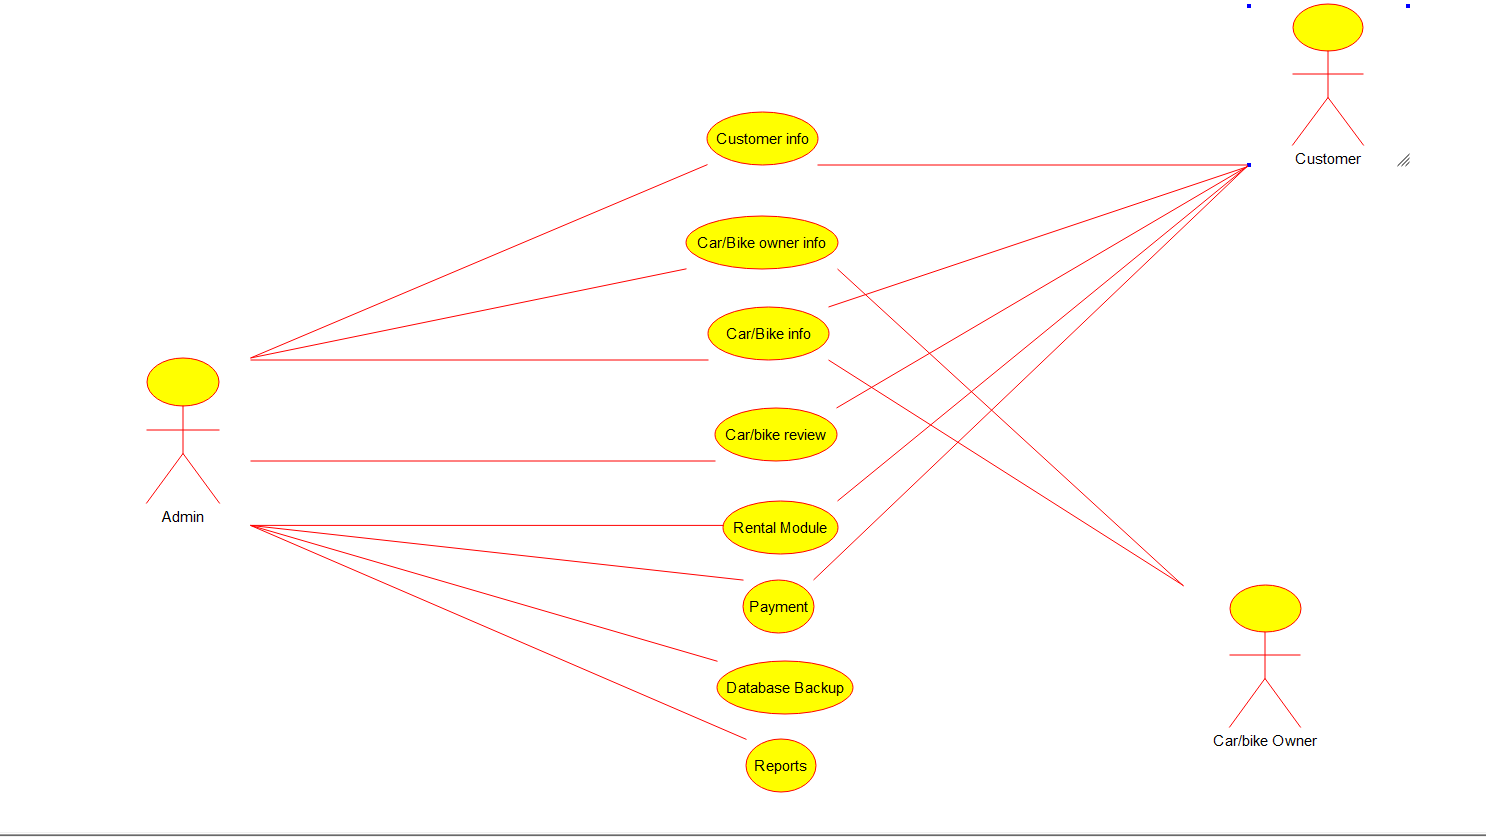 Customer
Customer info
Car/Bike owner info
Car/Bike info
Car/bike review
Admin
Rental Module
Payment
Database Backup
Car/bike Owner
Reports